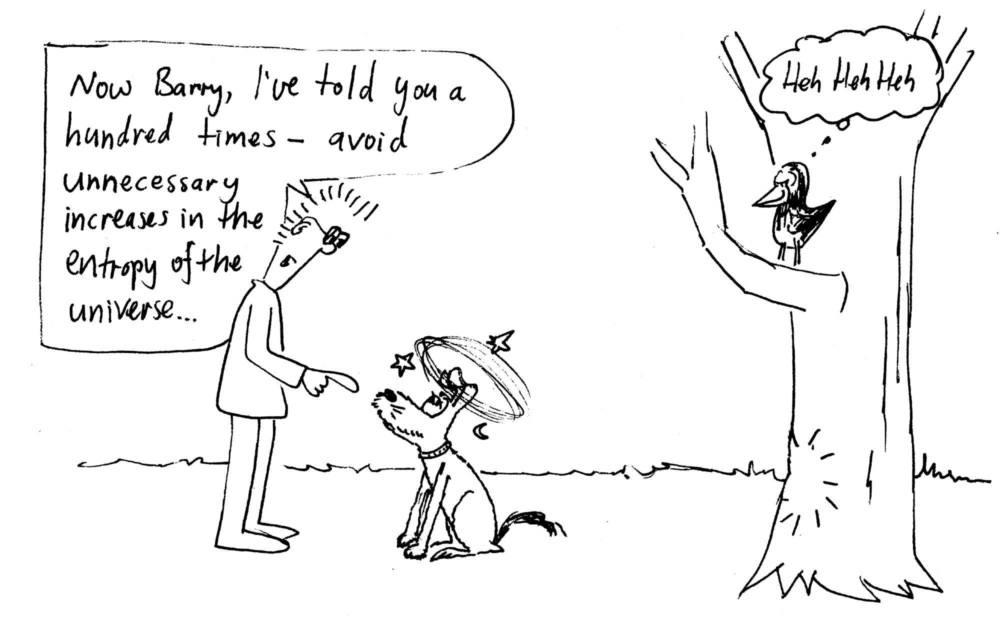 Now Barry, I've told you a
hundred times – avoid
unnecessary
increases in the
entropy of the
universe...
Heh Heh Heh